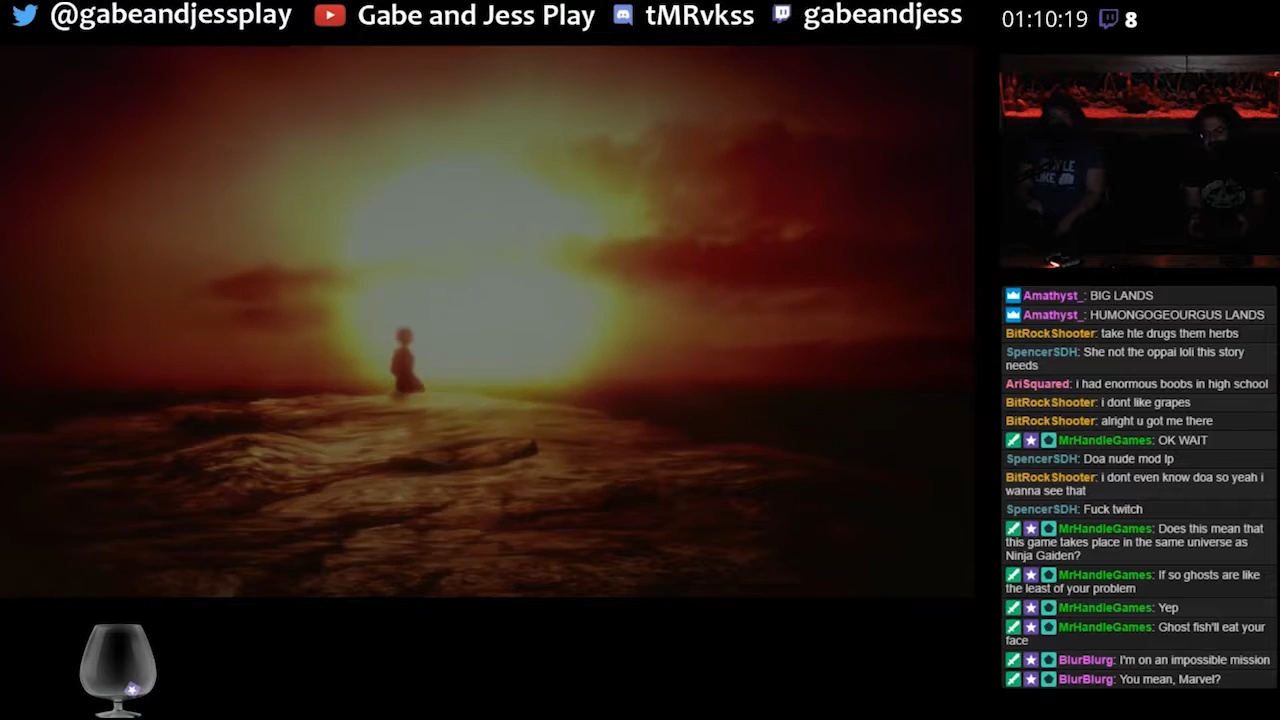 @gabeandjessplay Gabe and Jess Play tMRvkss gabeandjess 01:10:19 8
Amathyst_: BIG LANDS
Amathyst_: HUMONGOGEOURGUS LANDS
BitRockShooter: take hte drugs them herbs
SpencerSDH: She not the oppai loli this story
needs
AriSquared: i had enormous boobs in high school
BitRockShooter: i dont like grapes
BitRockShooter: alright u got me there
MrHandleGames: OK WAIT
SpencerSDH: Doa nude mod lp
BitRockShooter: i dont even know doa so yeah i
wanna see that
SpencerSDH: Fuck twitch
MrHandleGames: Does this mean that
this game takes place in the same universe as
Ninja Gaiden?
MrHandleGames: If so ghosts are like
the least of your problem
MrHandleGames: Yep
MrHandleGames: Ghost fish'll eat your
face
BlurBlurg: I'm on an impossible mission
BlurBlurg: You mean, Marvel?